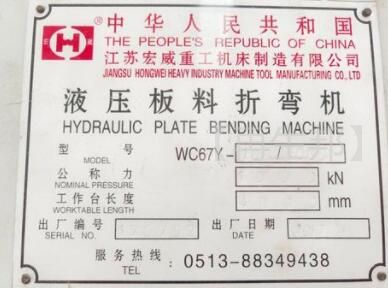 中华人民共和国
THE PEOPLE'S REPUBLIC OF CHINA
江苏宏威重工机床制造有限公司
JIANGSU HONGWEI HEAVY INDUSTRY MACHINE TOOL MANUFACTURING CO.,LTD
液压板料折弯机
HYDRAULIC PLATE BENDING MACHINE
型号 WC67Y- /
MODEL
公称力 kN
NOMINAL PRESSURE
工作台长度 mm
WORKTABLE LENGTH
出厂编号 出厂日期
SERIAL NO. DATE
服务热线: 0513-88349438
TEL